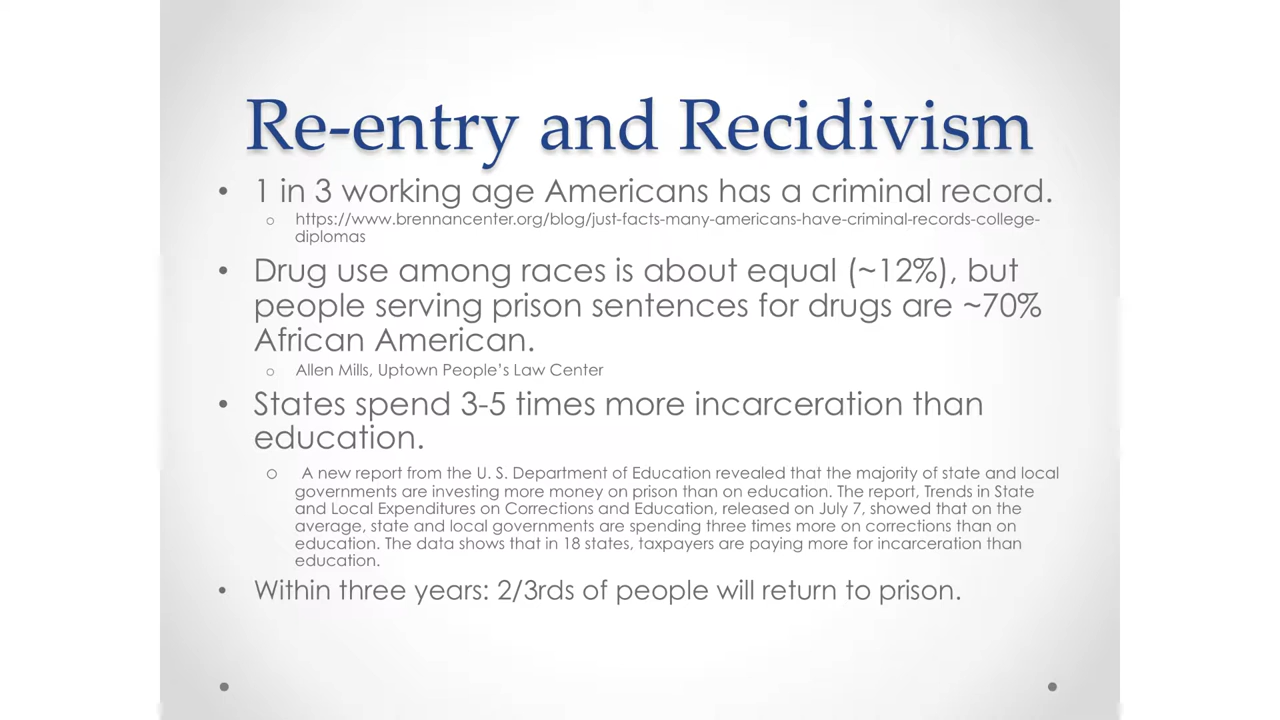 Re-entry and Recidivism
• 1 in 3 working age Americans has a criminal record.
o https://www.brennancenter.org/blog/just-facts-many-americans-have-criminal-records-college-
diplomas
• Drug use among races is about equal (~12%), but
people serving prison sentences for drugs are ~70%
African American.
o Allen Mills, Uptown People’s Law Center
• States spend 3-5 times more incarceration than
education.
o A new report from the U. S. Department of Education revealed that the majority of state and local
governments are investing more money on prison than on education. The report, Trends in State
and Local Expenditures on Corrections and Education, released on July 7, showed that on the
average, state and local governments are spending three times more on corrections than on
education. The data shows that in 18 states, taxpayers are paying more for incarceration than
education.
• Within three years: 2/3rds of people will return to prison.